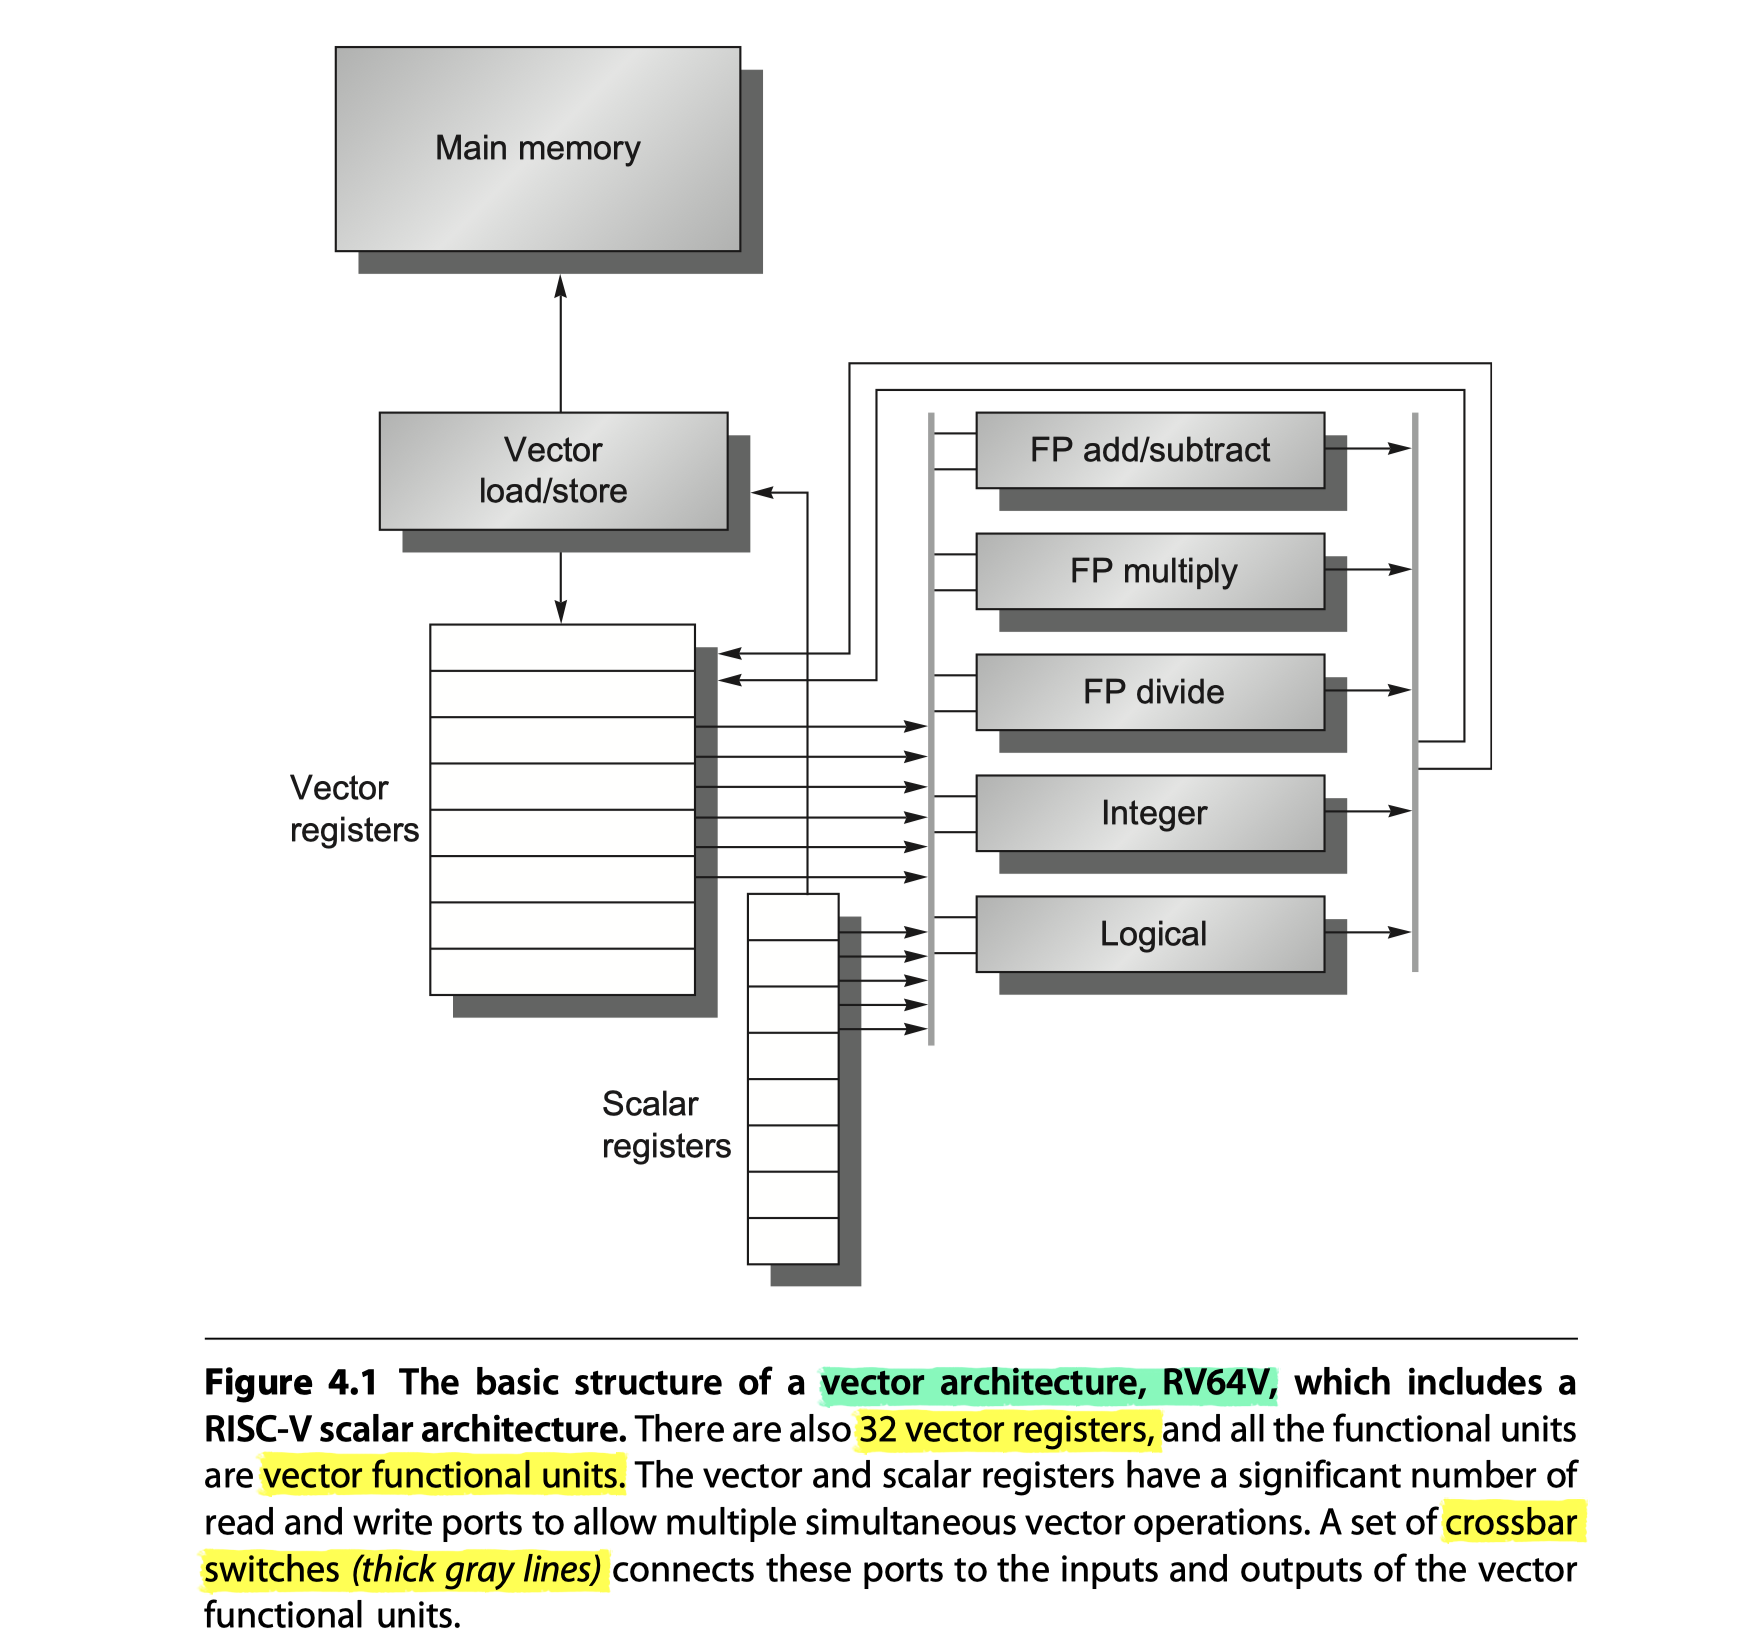 Main memory
Vector
load/store
FP add/subtract
FP multiply
FP divide
Integer
Logical
Vector
registers
Scalar
registers
Figure 4.1 The basic structure of a vector architecture, RV64V, which includes a
RISC-V scalar architecture. There are also 32 vector registers, and all the functional units
are vector functional units. The vector and scalar registers have a significant number of
read and write ports to allow multiple simultaneous vector operations. A set of crossbar
switches (thick gray lines) connects these ports to the inputs and outputs of the vector
functional units.